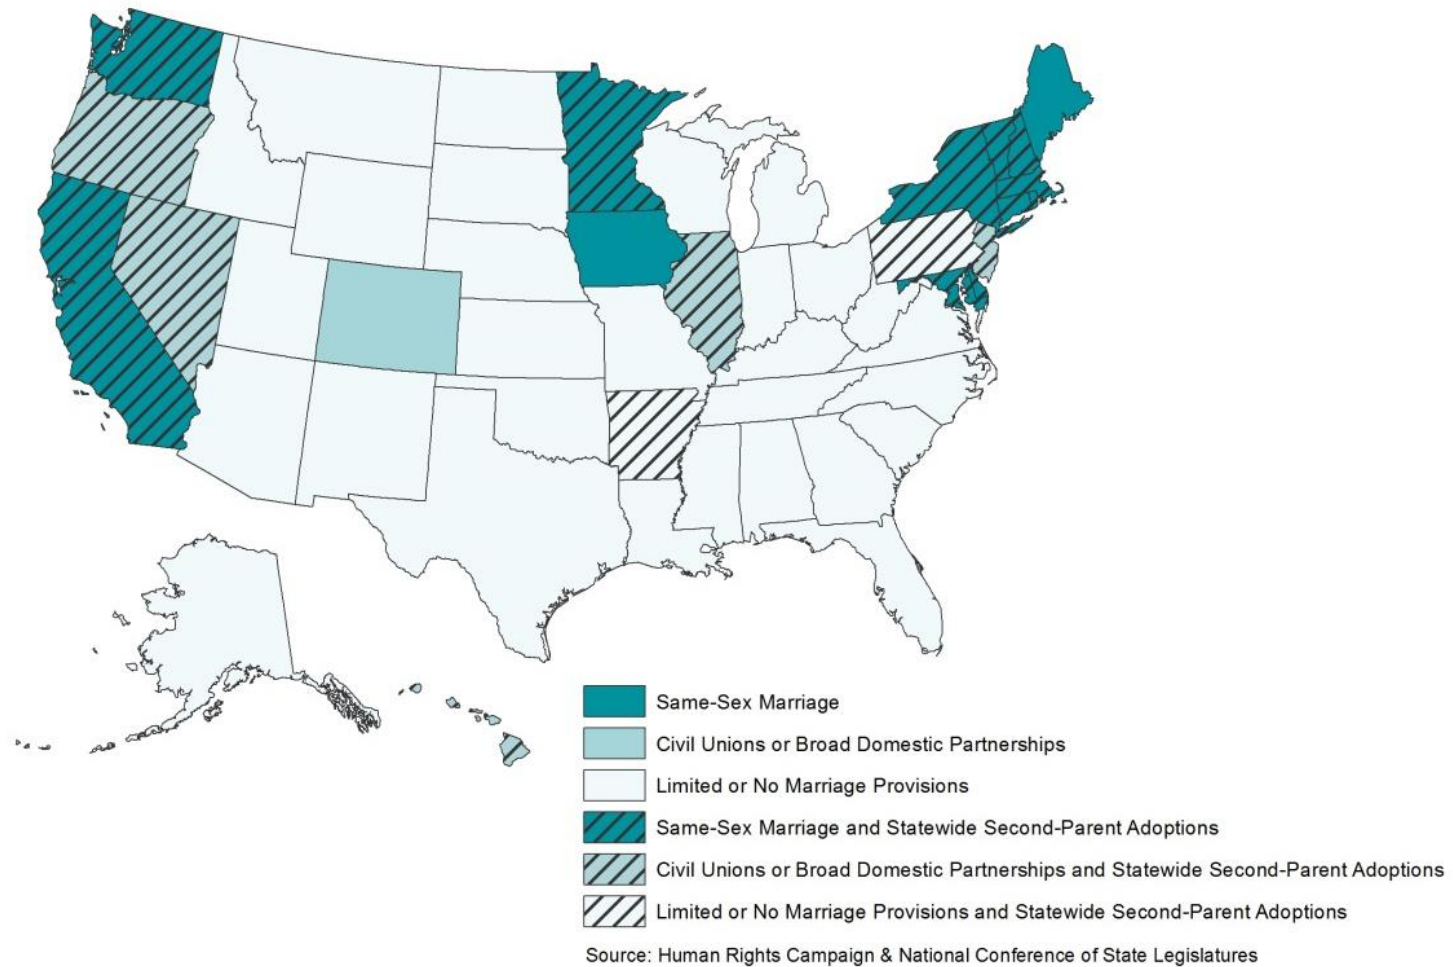 Same-Sex Marriage
Civil Unions or Broad Domestic Partnerships
Limited or No Marriage Provisions
Same-Sex Marriage and Statewide Second-Parent Adoptions
Civil Unions or Broad Domestic Partnerships and Statewide Second-Parent Adoptions
Limited or No Marriage Provisions and Statewide Second-Parent Adoptions
Source: Human Rights Campaign & National Conference of State Legislatures